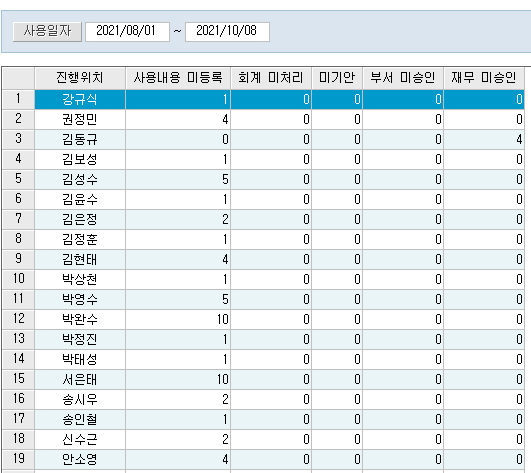 사용일자 2021/08/01 ~ 2021/10/08
진행위치 사용내용 미등록 회계 미처리 미기안 부서 미승인 재무 미승인
1 강규식 1 0 0 0 0
2 권정민 4 0 0 0 0
3 김동규 0 0 0 0 4
4 김보성 1 0 0 0 0
5 김성수 5 0 0 0 0
6 김윤수 1 0 0 0 0
7 김은정 2 0 0 0 0
8 김정훈 1 0 0 0 0
9 김현태 4 0 0 0 0
10 박상천 1 0 0 0 0
11 박영수 5 0 0 0 0
12 박완수 10 0 0 0 0
13 박정진 1 0 0 0 0
14 박태성 1 0 0 0 0
15 서은태 10 0 0 0 0
16 송시우 2 0 0 0 0
17 송인철 1 0 0 0 0
18 신수근 2 0 0 0 0
19 안소영 4 0 0 0 0